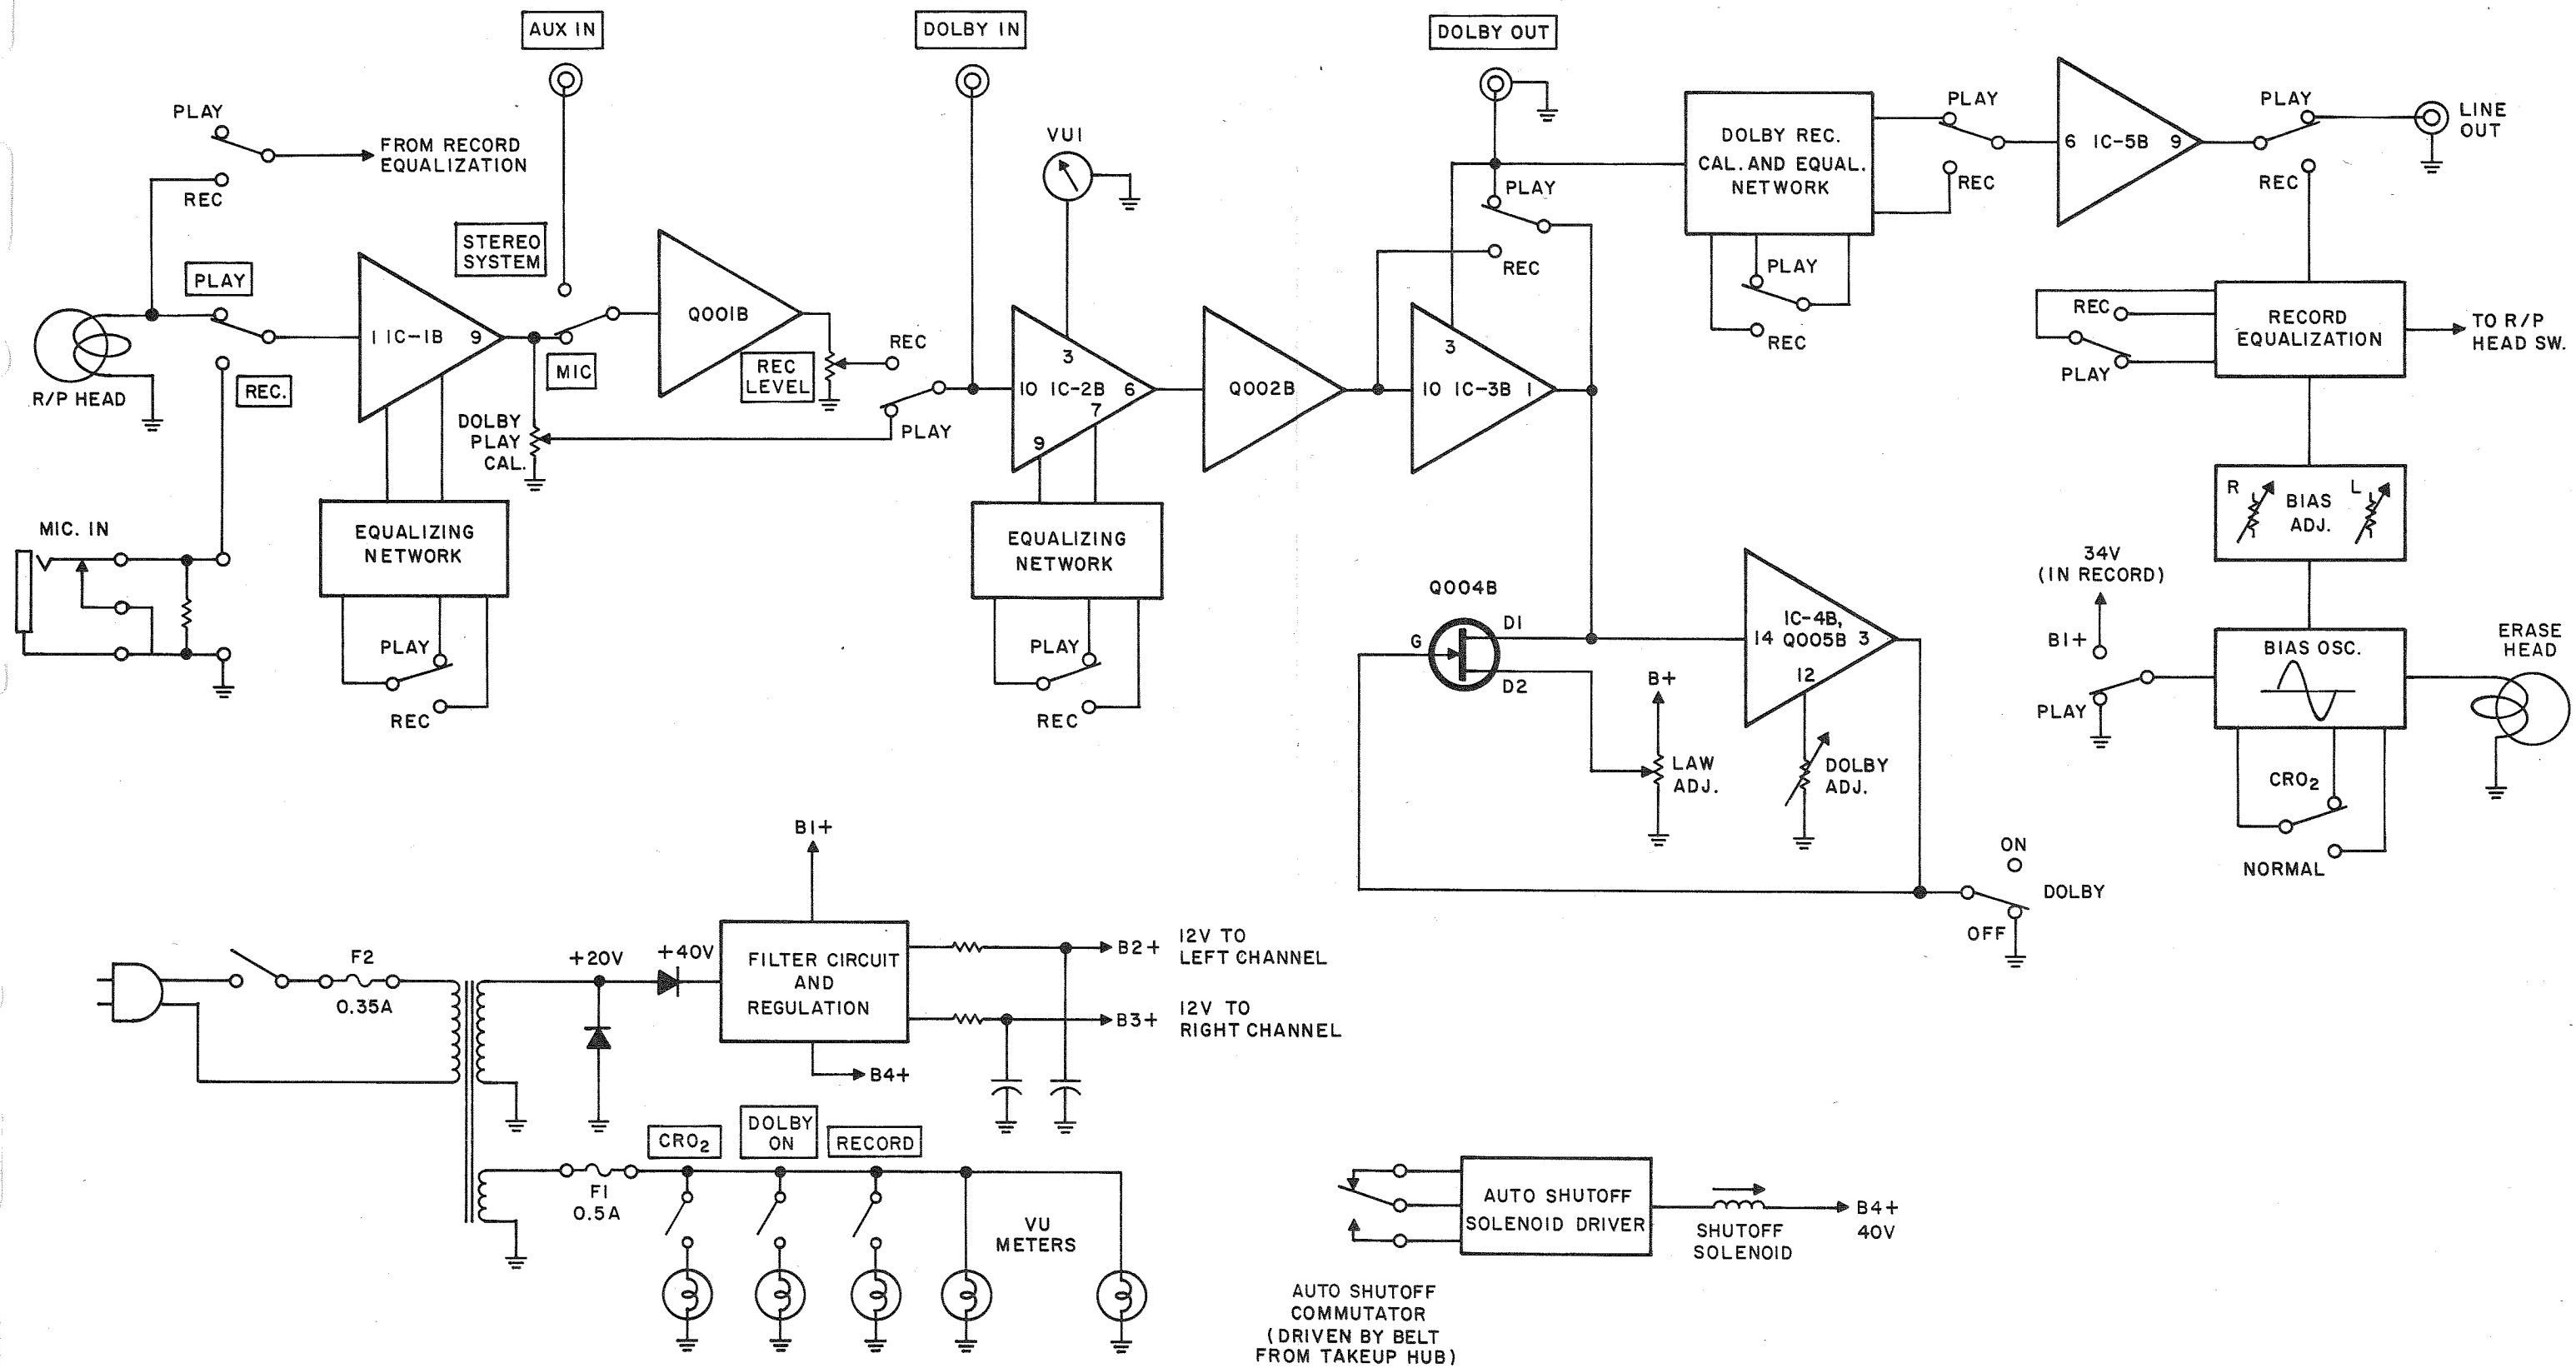 AUX IN
DOLBY IN
DOLBY OUT
PLAY
FROM RECORD
EQUALIZATION
REC
VU1
PLAY
REC
DOLBY REC.
CAL. AND EQUAL.
NETWORK
PLAY
REC
PLAY
REC
6 IC-5B 9
PLAY
REC
LINE
OUT
STEREO
SYSTEM
PLAY
REC.
R/P HEAD
1 IC-1B 9
MIC
Q001B
REC
LEVEL
REC
PLAY
DOLBY
PLAY
CAL.
3
10 IC-2B 6
7
9
Q002B
3
10 IC-3B 1
REC
PLAY
RECORD
EQUALIZATION
TO R/P
HEAD SW.
MIC. IN
EQUALIZING
NETWORK
PLAY
REC
EQUALIZING
NETWORK
PLAY
REC
R
BIAS
ADJ.
L
Q004B
G
D1
D2
B+
LAW
ADJ.
IC-4B,
14 Q005B 3
12
DOLBY
ADJ.
34V
(IN RECORD)
B1+
PLAY
BIAS OSC.
ERASE
HEAD
CRO2
NORMAL
ON
DOLBY
OFF
B1+
F2
0.35A
+20V
+40V
FILTER CIRCUIT
AND
REGULATION
B2+
12V TO
LEFT CHANNEL
B3+
12V TO
RIGHT CHANNEL
B4+
CRO2
DOLBY
ON
RECORD
F1
0.5A
VU
METERS
AUTO SHUTOFF
SOLENOID DRIVER
SHUTOFF
SOLENOID
B4+
40V
AUTO SHUTOFF
COMMUTATOR
(DRIVEN BY BELT
FROM TAKEUP HUB)